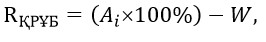 R_ҚРҰБ = (A_i×100%) − W,